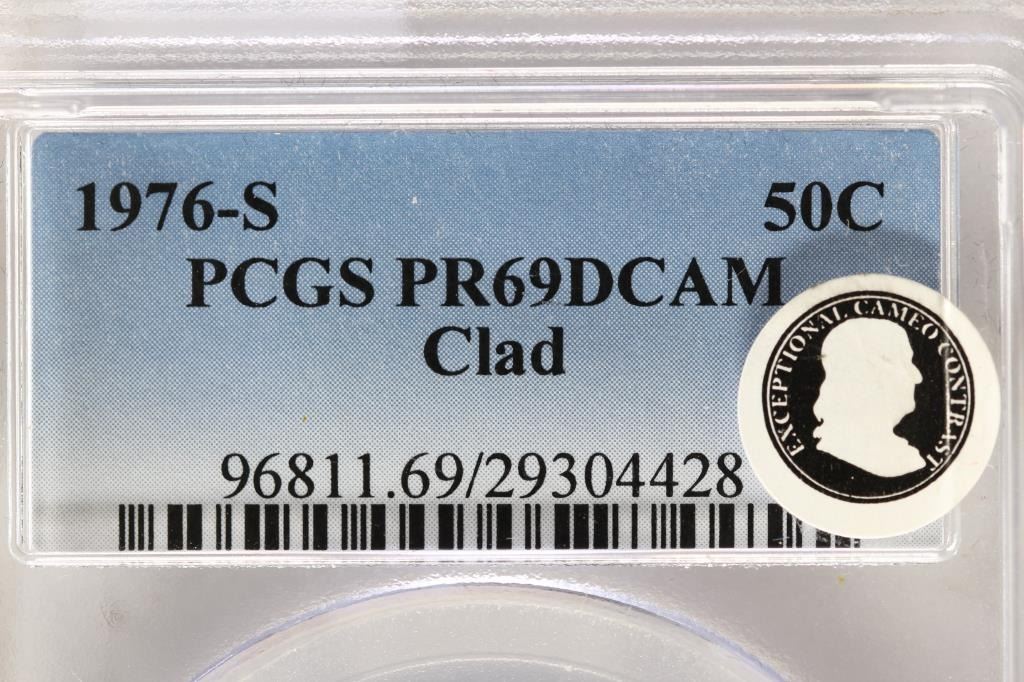 1976-S 50C
PCGS PR69DCAM
Clad
96811.69/29304428
EXCEPTIONAL CAMEO CONTRAST